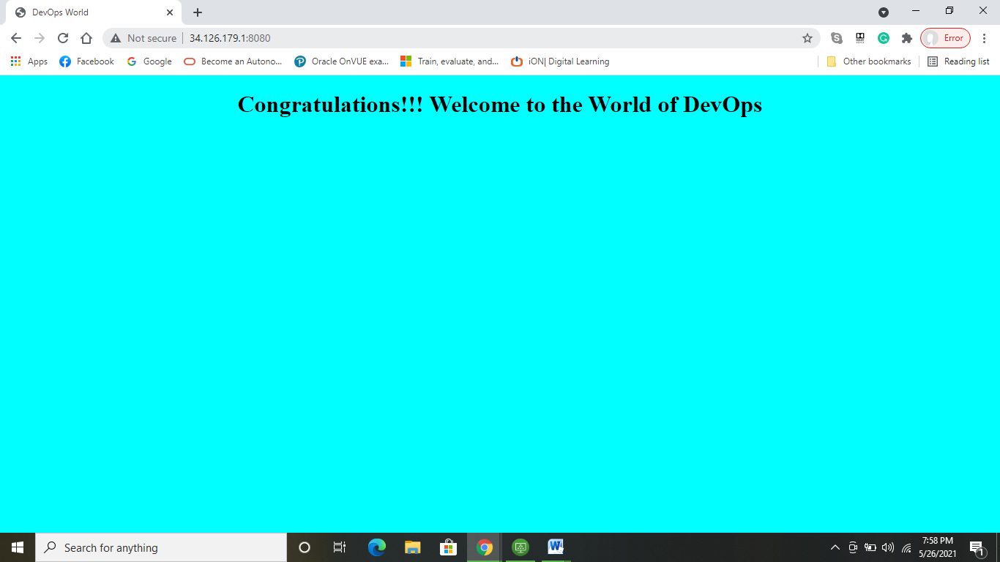 DevOps World
Not secure
34.126.179.1:8080
Error
Apps
Facebook
Google
Become an Autono...
Oracle OnVUE exa...
Train, evaluate, and...
iON| Digital Learning
Other bookmarks
Reading list
Congratulations!!! Welcome to the World of DevOps
Search for anything
7:58 PM
5/26/2021
1